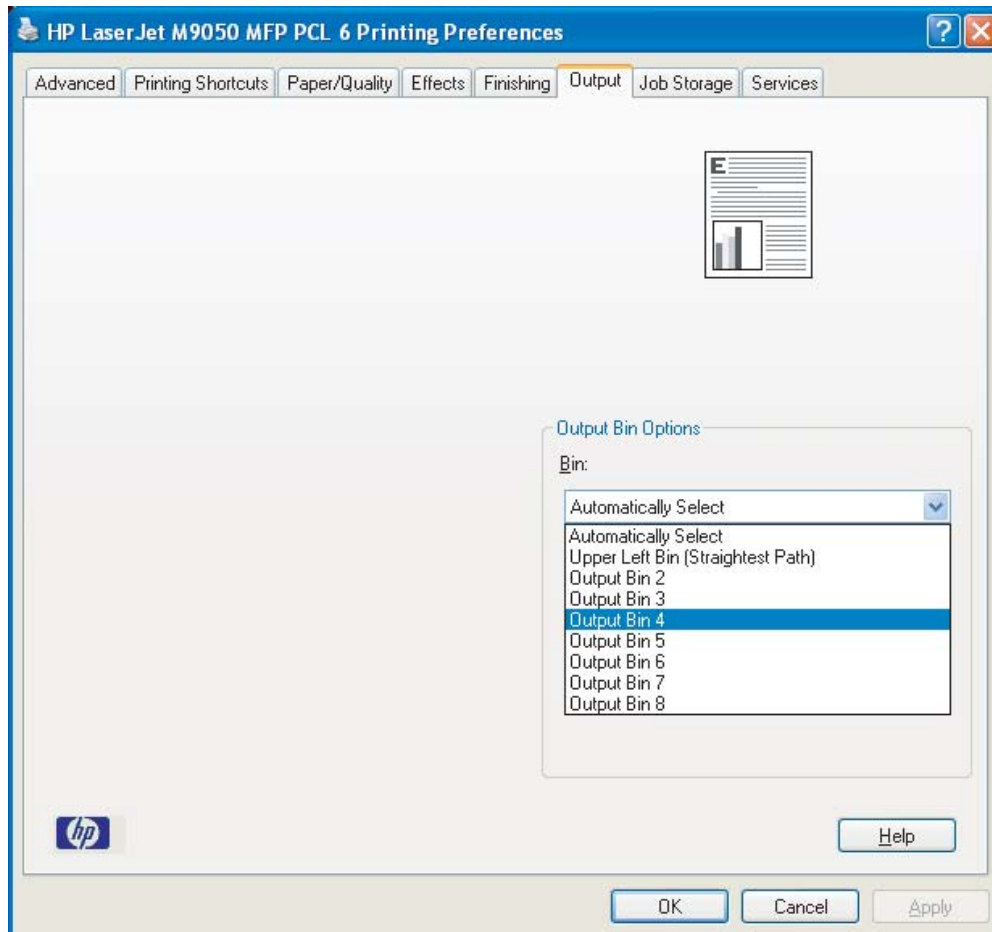 HP LaserJet M9050 MFP PCL 6 Printing Preferences
?
Advanced Printing Shortcuts Paper/Quality Effects Finishing Output Job Storage Services
E
Output Bin Options
Bin:
Automatically Select
Automatically Select
Upper Left Bin (Straightest Path)
Output Bin 2
Output Bin 3
Output Bin 4
Output Bin 5
Output Bin 6
Output Bin 7
Output Bin 8
hp
Help
OK Cancel Apply